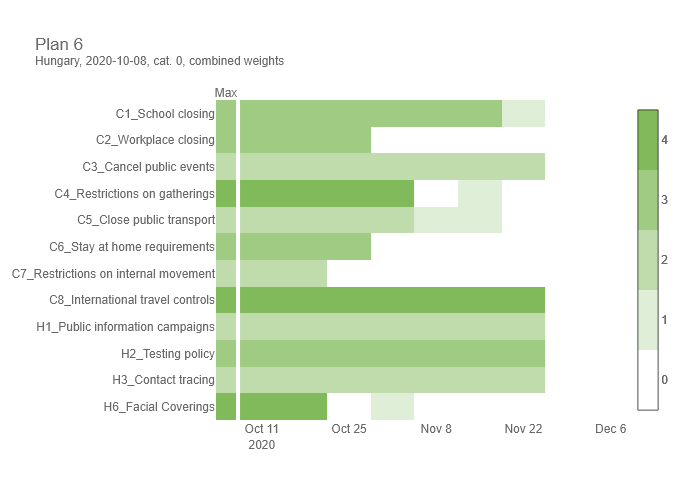 Plan 6
Hungary, 2020-10-08, cat. 0, combined weights
Max
C1_School closing
C2_Workplace closing
C3_Cancel public events
C4_Restrictions on gatherings
C5_Close public transport
C6_Stay at home requirements
C7_Restrictions on internal movement
C8_International travel controls
H1_Public information campaigns
H2_Testing policy
H3_Contact tracing
H6_Facial Coverings
Oct 11 Oct 25 Nov 8 Nov 22 Dec 6
2020
4
3
2
1
0